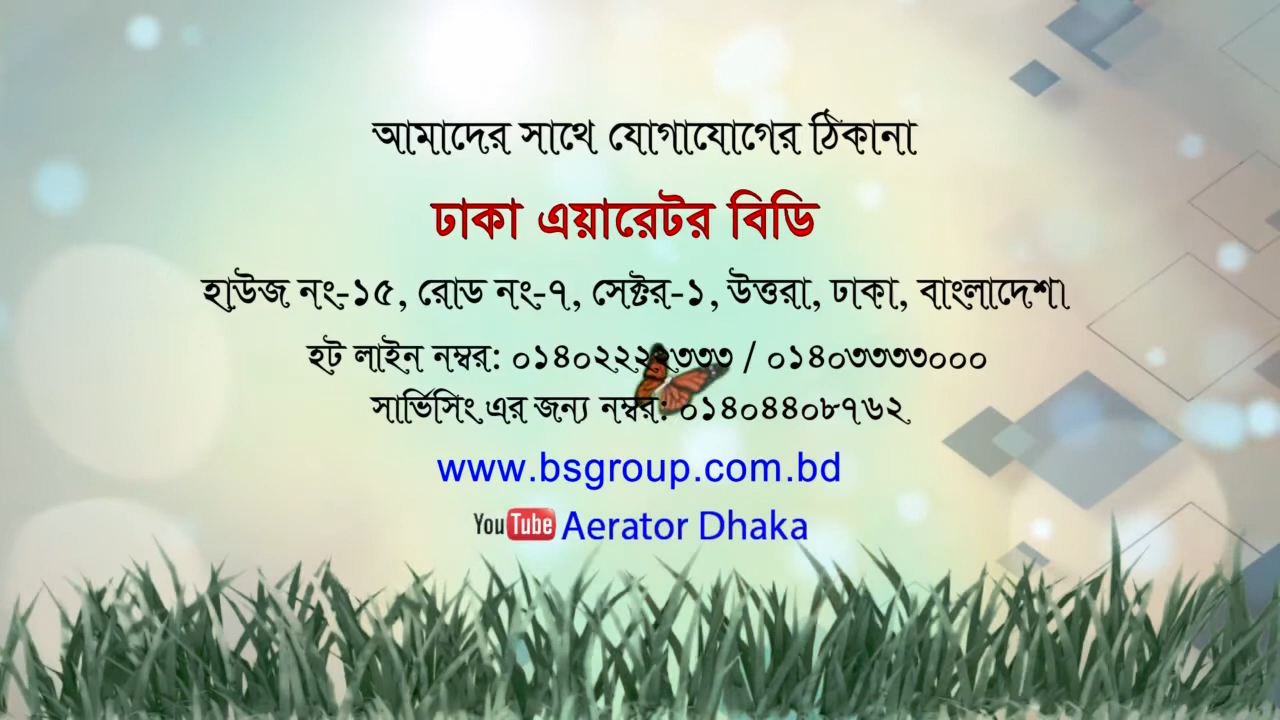 আমাদের সাথে যোগাযোগের ঠিকানা
ঢাকা এয়ারেটর বিডি
হাউজ নং-১৫, রোড নং-৭, সেক্টর-১, উত্তরা, ঢাকা, বাংলাদেশ।
হট লাইন নম্বর: ০১৪০২২২২৩৩৩ / ০১৪০৩৩৩৩০০০
সার্ভিসিং এর জন্য নম্বর: ০১৪০৪৪০৮৭৬২
www.bsgroup.com.bd
YouTube Aerator Dhaka